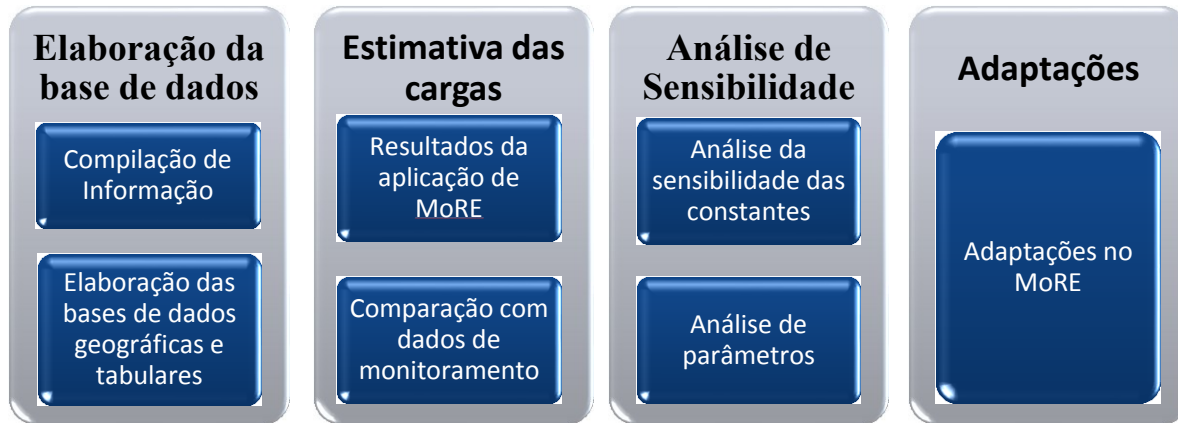 Elaboração da
base de dados
Compilação de
Informação
Elaboração das
bases de dados
geográficas e
tabulares
Estimativa das
cargas
Resultados da
aplicação de
MoRE
Comparação com
dados de
monitoramento
Análise de
Sensibilidade
Análise da
sensibilidade das
constantes
Análise de
parâmetros
Adaptações
Adaptações no
MoRE